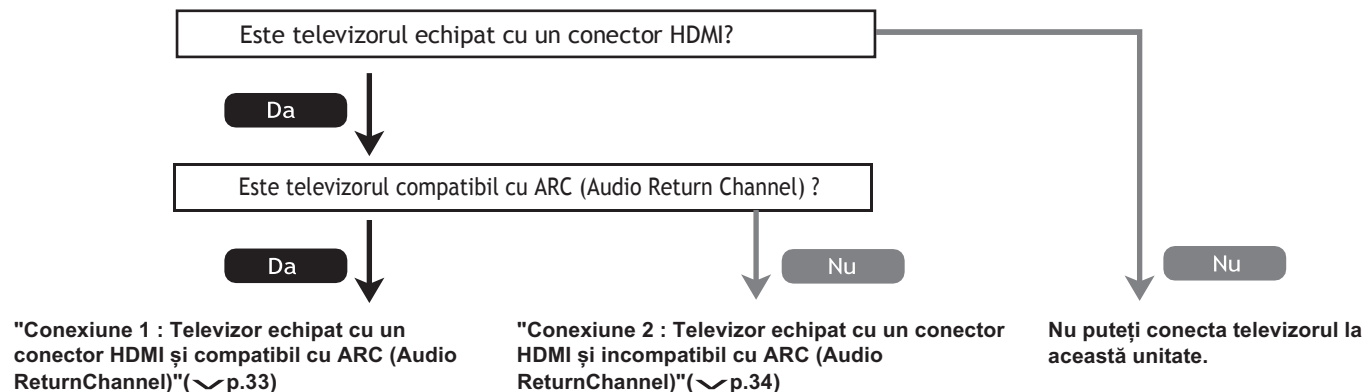 Este televizorul echipat cu un conector HDMI?
Da
Este televizorul compatibil cu ARC (Audio Return Channel) ?
Da
Nu
Nu
"Conexiune 1 : Televizor echipat cu un
conector HDMI și compatibil cu ARC (Audio
ReturnChannel)"(p.33)
"Conexiune 2 : Televizor echipat cu un conector
HDMI și incompatibil cu ARC (Audio
ReturnChannel)"(p.34)
Nu puteți conecta televizorul la
această unitate.